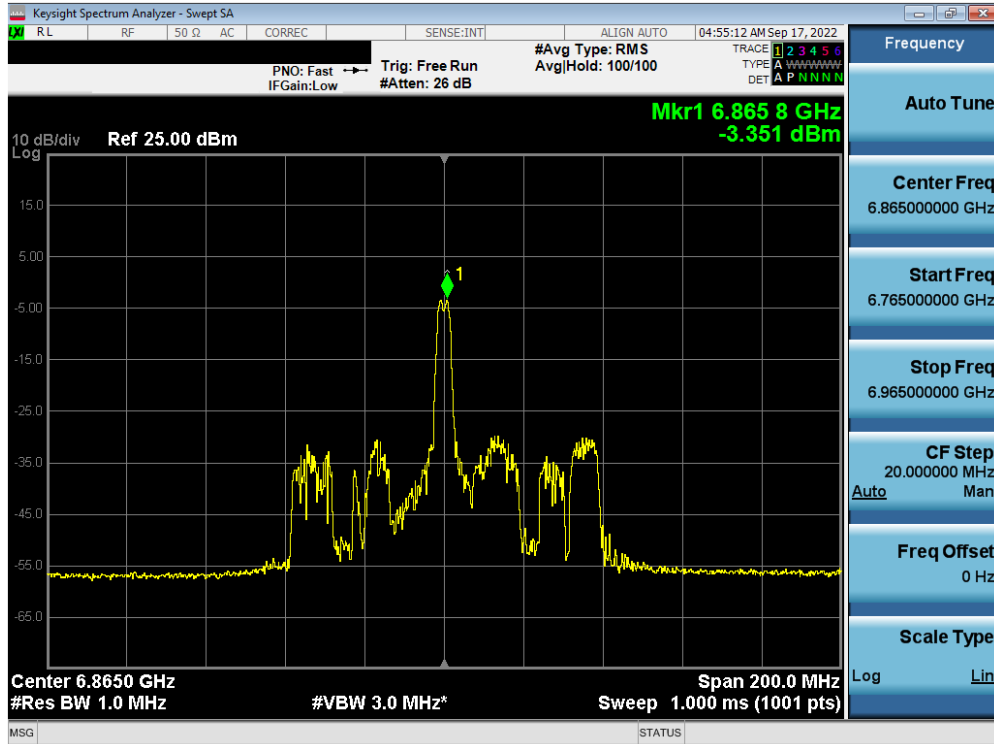 Keysight Spectrum Analyzer - Swept SA
LXI RL RF 50 Ω AC CORREC SENSE:INT ALIGN AUTO 04:55:12 AM Sep 17, 2022
PNO: Fast
IFGain:Low
Trig: Free Run
#Atten: 26 dB
#Avg Type: RMS
Avg|Hold: 100/100
TRACE 1 2 3 4 5 6
TYPE A WWWWW
DET A P N N N N
Mkr1 6.865 8 GHz
-3.351 dBm
10 dB/div Ref 25.00 dBm
Log
15.0
5.00
-5.00
-15.0
-25.0
-35.0
-45.0
-55.0
-65.0
1
Center 6.8650 GHz Span 200.0 MHz
#Res BW 1.0 MHz #VBW 3.0 MHz* Sweep 1.000 ms (1001 pts)
MSG STATUS
Frequency
Auto Tune
Center Freq
6.865000000 GHz
Start Freq
6.765000000 GHz
Stop Freq
6.965000000 GHz
CF Step
20.000000 MHz
Auto Man
Freq Offset
0 Hz
Scale Type
Log Lin